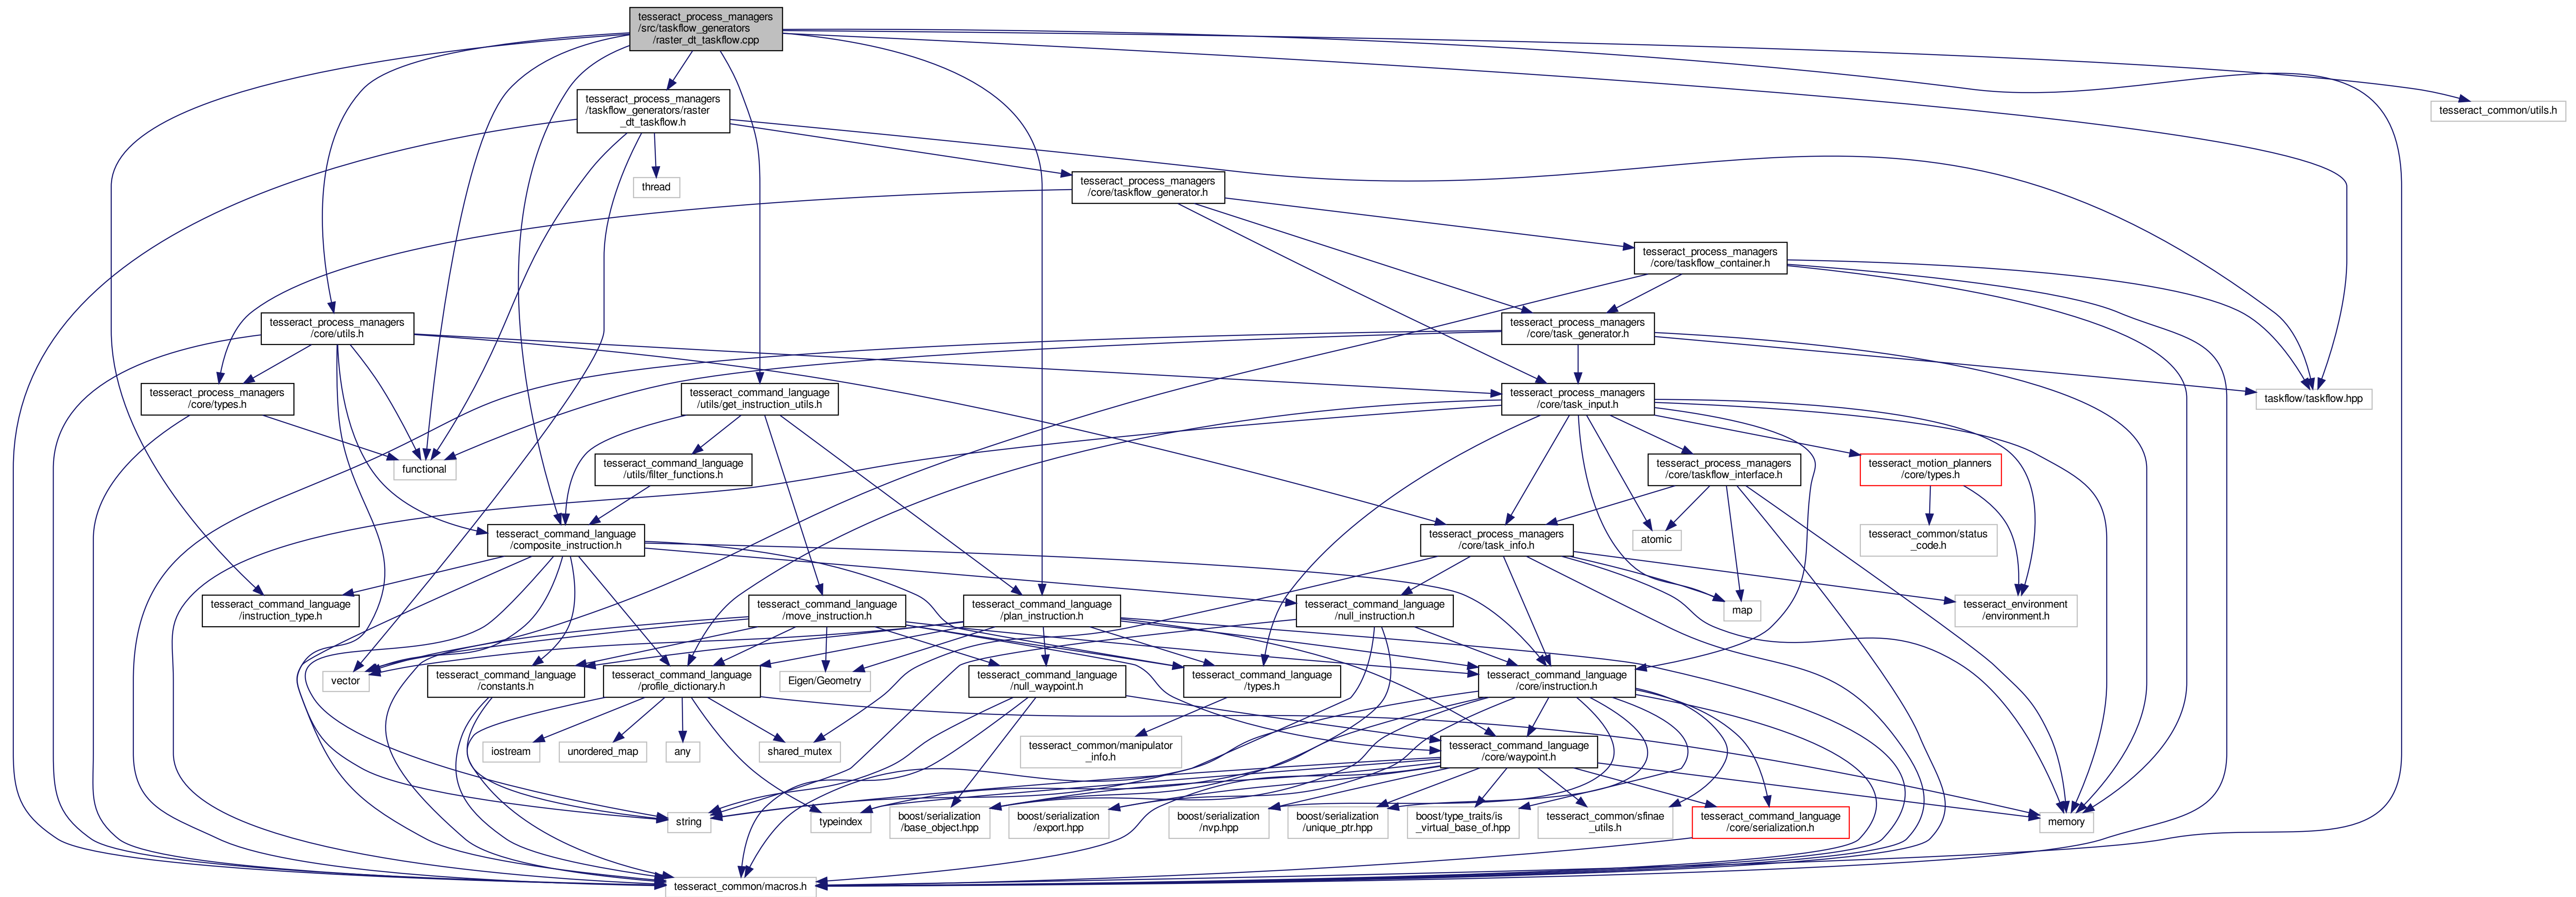 tesseract_process_managers
/src/taskflow_generators
/raster_dt_taskflow.cpp
tesseract_process_managers
/taskflow_generators/raster
_dt_taskflow.h
tesseract_common/utils.h
thread
tesseract_process_managers
/core/taskflow_generator.h
tesseract_process_managers
/core/taskflow_container.h
tesseract_process_managers
/core/utils.h
tesseract_process_managers
/core/task_generator.h
tesseract_process_managers
/core/types.h
tesseract_command_language
/utils/get_instruction_utils.h
tesseract_process_managers
/core/task_input.h
taskflow/taskflow.hpp
functional
tesseract_command_language
/utils/filter_functions.h
tesseract_process_managers
/core/taskflow_interface.h
tesseract_motion_planners
/core/types.h
tesseract_command_language
/composite_instruction.h
tesseract_process_managers
/core/task_info.h
atomic
tesseract_common/status
_code.h
tesseract_command_language
/instruction_type.h
tesseract_command_language
/move_instruction.h
tesseract_command_language
/plan_instruction.h
tesseract_command_language
/null_instruction.h
map
tesseract_environment
/environment.h
vector
tesseract_command_language
/constants.h
tesseract_command_language
/profile_dictionary.h
Eigen/Geometry
tesseract_command_language
/null_waypoint.h
tesseract_command_language
/types.h
tesseract_command_language
/core/instruction.h
iostream
unordered_map
any
shared_mutex
tesseract_common/manipulator
_info.h
tesseract_command_language
/core/waypoint.h
string
typeindex
boost/serialization
/base_object.hpp
boost/serialization
/export.hpp
boost/serialization
/nvp.hpp
boost/serialization
/unique_ptr.hpp
boost/type_traits/is
_virtual_base_of.hpp
tesseract_common/sfinae
_utils.h
tesseract_command_language
/core/serialization.h
memory
tesseract_common/macros.h